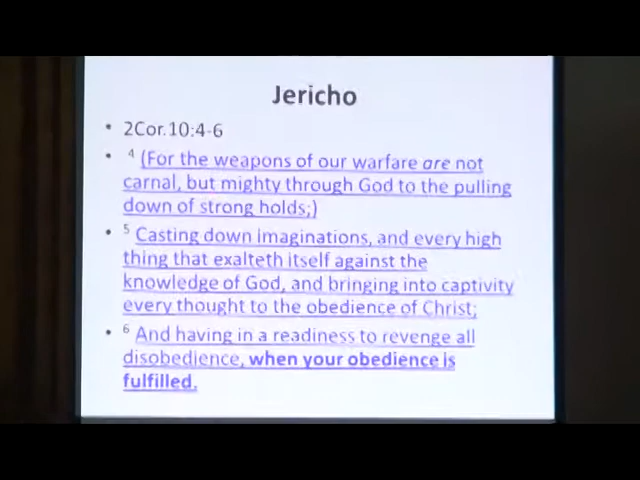 Jericho
• 2Cor.10:4-6
• 4 (For the weapons of our warfare are not
carnal, but mighty through God to the pulling
down of strong holds;)
• 5 Casting down imaginations, and every high
thing that exalteth itself against the
knowledge of God, and bringing into captivity
every thought to the obedience of Christ;
• 6 And having in a readiness to revenge all
disobedience, when your obedience is
fulfilled.